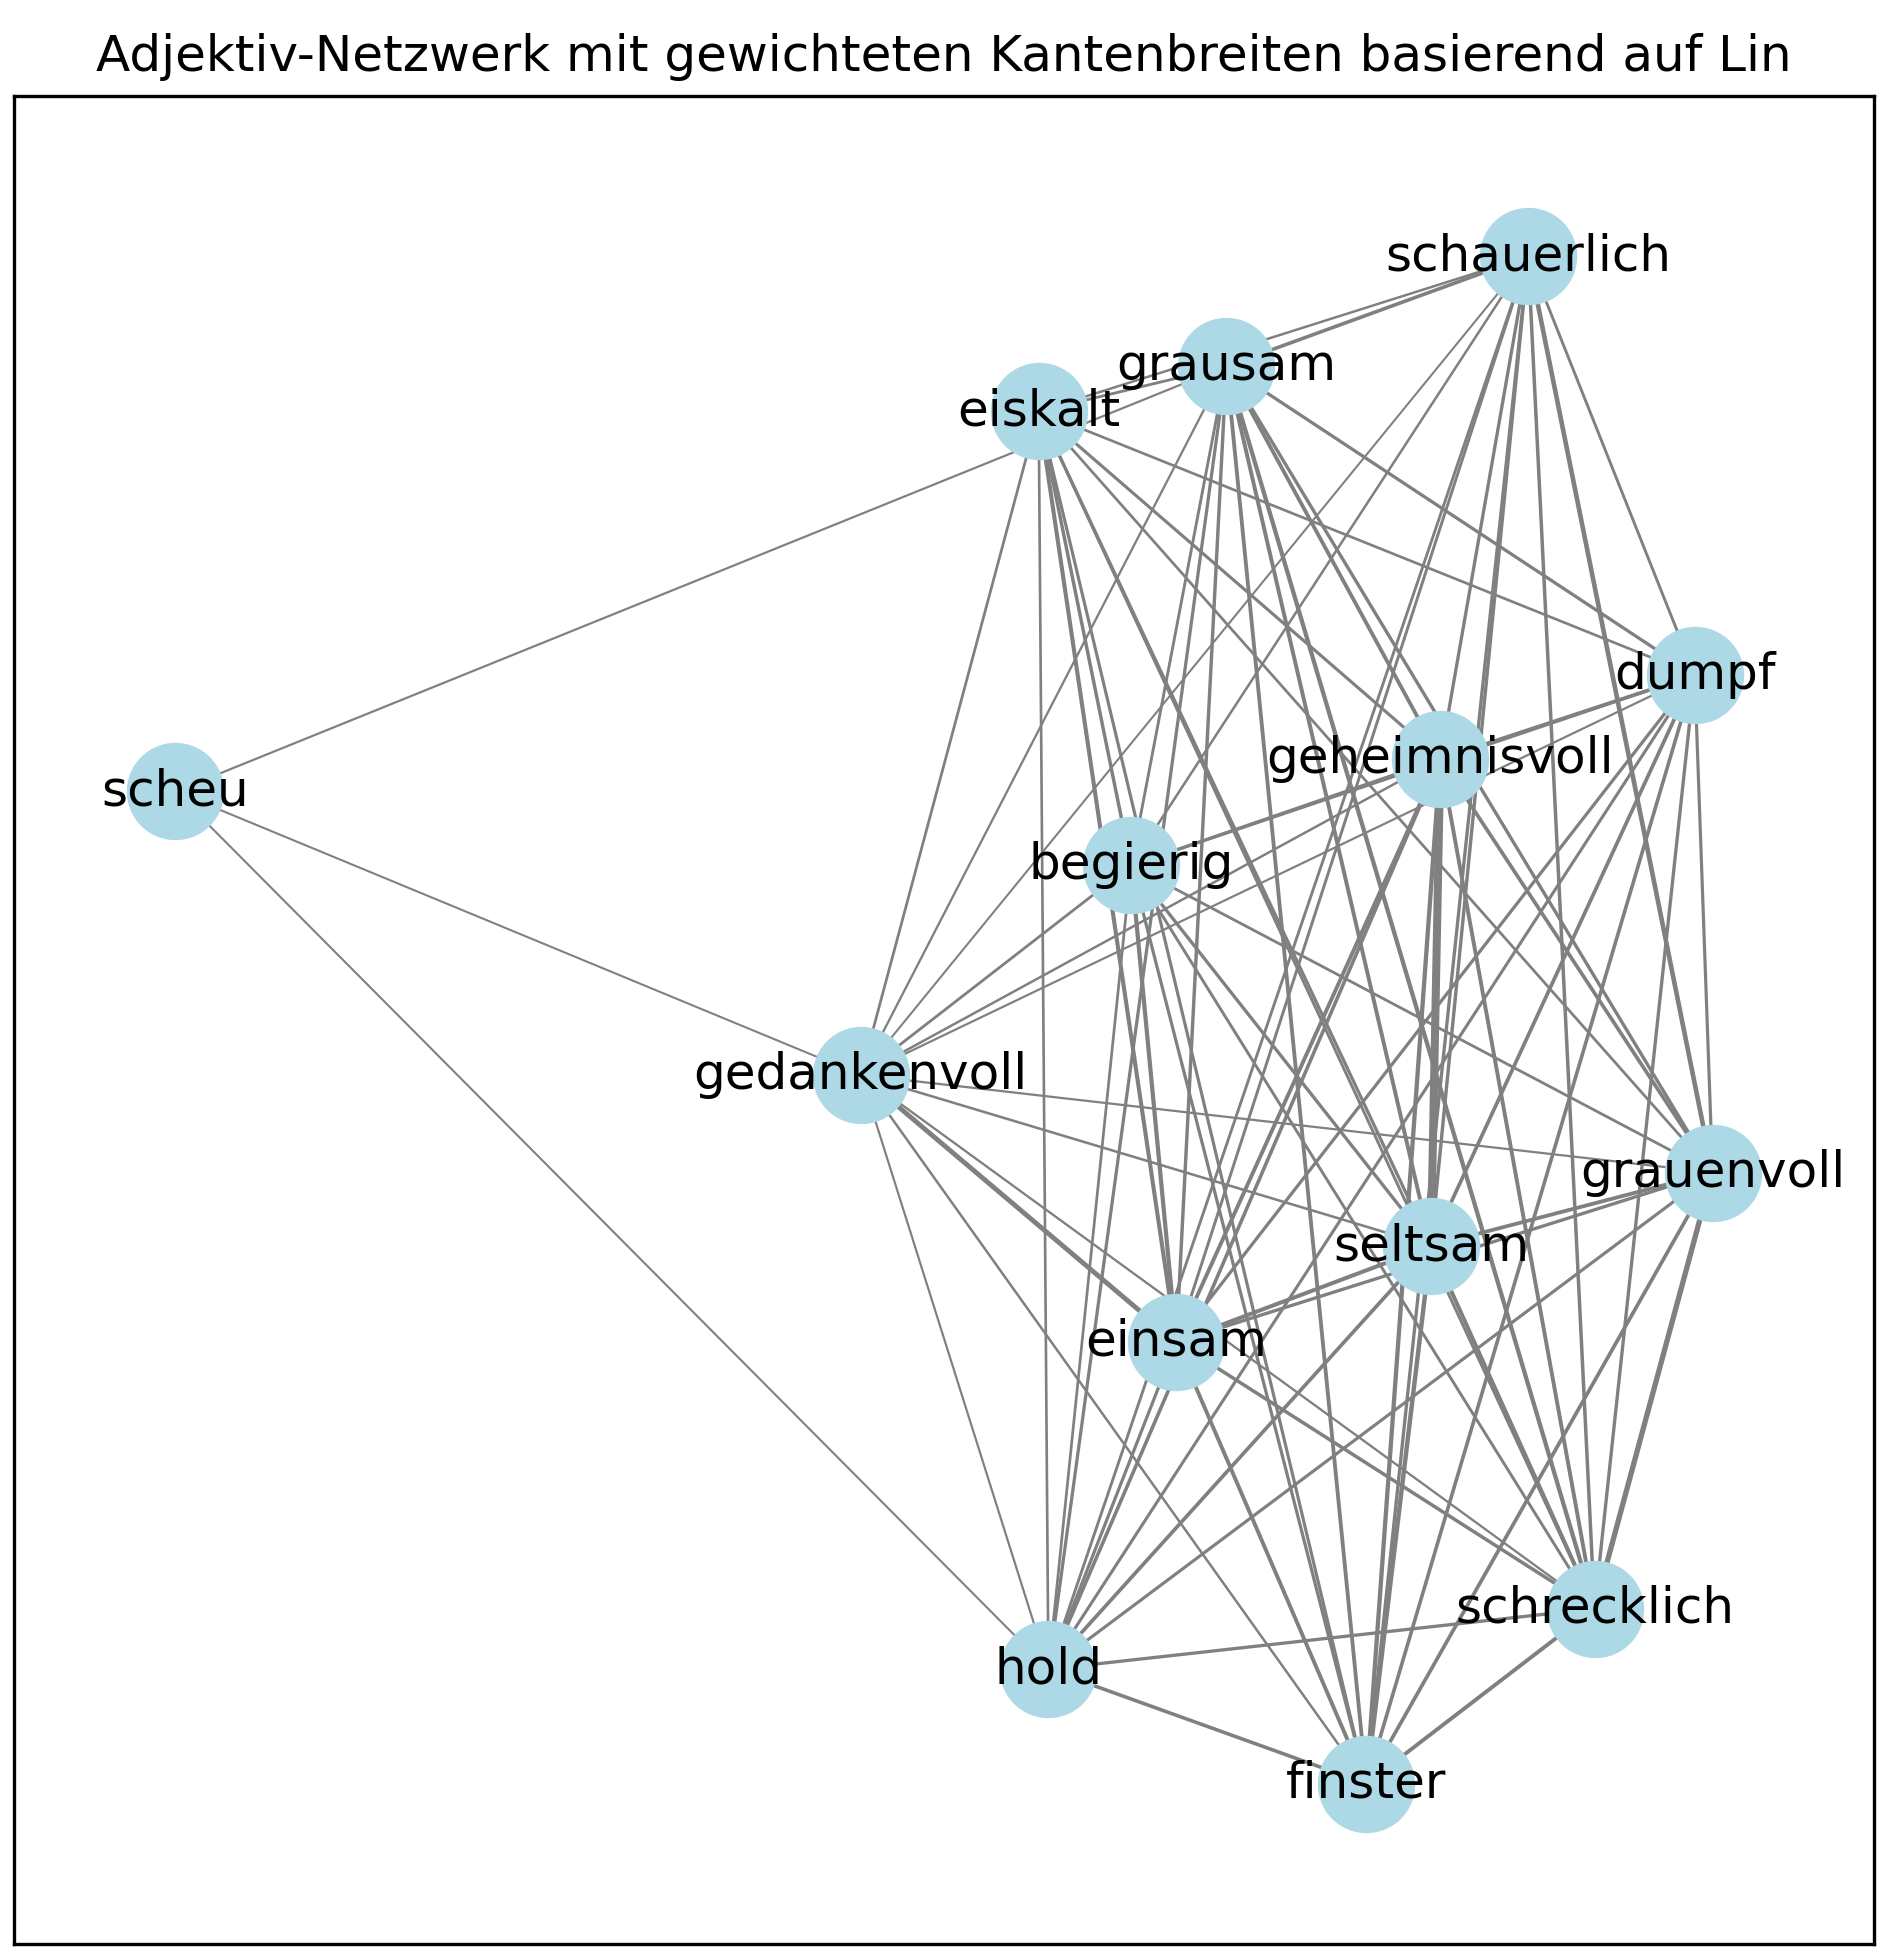 Adjektiv-Netzwerk mit gewichteten Kantenbreiten basierend auf Lin
schauerlich
grausam
eiskalt
dumpf
geheimnisvoll
scheu
begierig
gedankenvoll
grauenvoll
seltsam
einsam
schrecklich
hold
finster